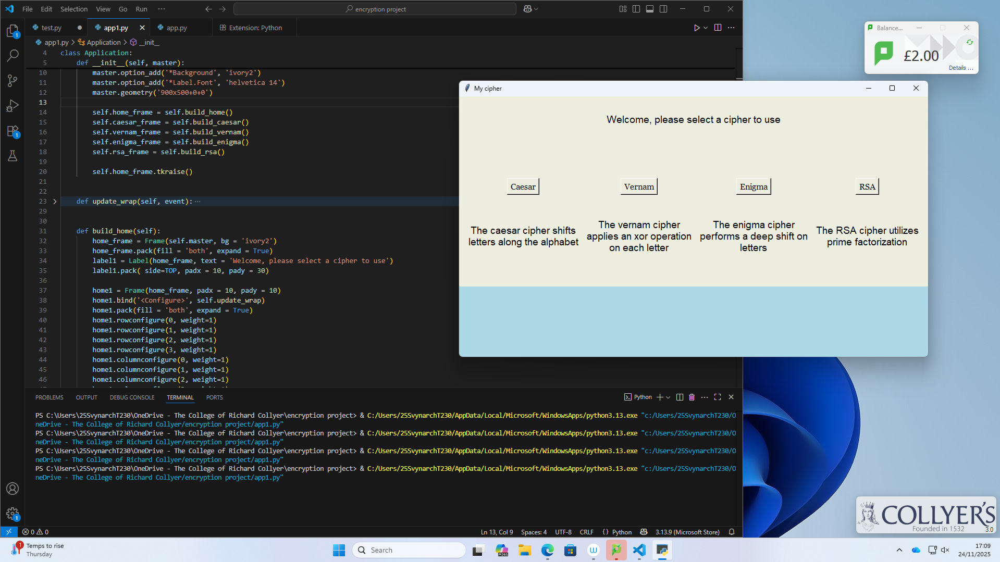 File Edit Selection View Go Run ···
encryption project
test.py
app1.py
app.py
Extension: Python
app1.py > Application > __init__
4 class Application:
5 def __init__(self, master):
10 master.option_add('*Background', 'ivory2')
11 master.option_add('*Label.Font', 'helvetica 14')
12 master.geometry('900x500+0+0')
13
14 self.home_frame = self.build_home()
15 self.caesar_frame = self.build_caesar()
16 self.vernam_frame = self.build_vernam()
17 self.enigma_frame = self.build_enigma()
18 self.rsa_frame = self.build_rsa()
19
20 self.home_frame.tkraise()
21
22
23 def update_wrap(self, event):···
29
30
31 def build_home(self):
32 home_frame = Frame(self.master, bg = 'ivory2')
33 home_frame.pack(fill = 'both', expand = True)
34 label1 = Label(home_frame, text = 'Welcome, please select a cipher to use')
35 label1.pack( side=TOP, padx = 10, pady = 30)
36
37 home1 = Frame(home_frame, padx = 10, pady = 10)
38 home1.bind('<Configure>', self.update_wrap)
39 home1.pack(fill = 'both', expand = True)
40 home1.rowconfigure(0, weight=1)
41 home1.rowconfigure(1, weight=1)
42 home1.rowconfigure(2, weight=1)
43 home1.rowconfigure(3, weight=1)
44 home1.columnconfigure(0, weight=1)
45 home1.columnconfigure(1, weight=1)
46 home1.columnconfigure(2, weight=1)
Balance...
£2.00
Details ...
My cipher
Welcome, please select a cipher to use
Caesar
Vernam
Enigma
RSA
The caesar cipher shifts
letters along the alphabet
The vernam cipher
applies an xor operation
on each letter
The enigma cipher
performs a deep shift on
letters
The RSA cipher utilizes
prime factorization
PROBLEMS OUTPUT DEBUG CONSOLE TERMINAL PORTS
Python
PS C:\Users\25SvynarchT230\OneDrive - The College of Richard Collyer\encryption project> & C:/Users/25SvynarchT230/AppData/Local/Microsoft/WindowsApps/python3.13.exe "c:/Users/25SvynarchT230/O
neDrive - The College of Richard Collyer/encryption project/app1.py"
PS C:\Users\25SvynarchT230\OneDrive - The College of Richard Collyer\encryption project> & C:/Users/25SvynarchT230/AppData/Local/Microsoft/WindowsApps/python3.13.exe "c:/Users/25SvynarchT230/O
neDrive - The College of Richard Collyer/encryption project/app1.py"
PS C:\Users\25SvynarchT230\OneDrive - The College of Richard Collyer\encryption project> & C:/Users/25SvynarchT230/AppData/Local/Microsoft/WindowsApps/python3.13.exe "c:/Users/25SvynarchT230/O
neDrive - The College of Richard Collyer/encryption project/app1.py"
PS C:\Users\25SvynarchT230\OneDrive - The College of Richard Collyer\encryption project> & C:/Users/25SvynarchT230/AppData/Local/Microsoft/WindowsApps/python3.13.exe "c:/Users/25SvynarchT230/O
neDrive - The College of Richard Collyer/encryption project/app1.py"
0 0
Ln 13, Col 9 Spaces: 4 UTF-8 CRLF {} Python 3.13.9 (Microsoft Store)
COLLYER'S
Founded in 1532
3.0
1
Temps to rise
Thursday
Search
M365
17:09
24/11/2025